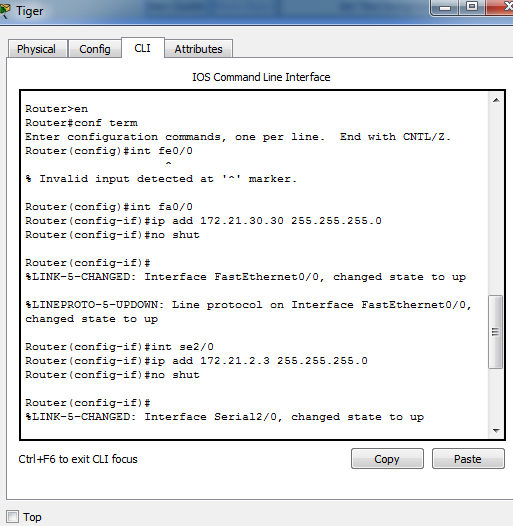 Tiger
Physical
Config
CLI
Attributes
IOS Command Line Interface
Router>en
Router#conf term
Enter configuration commands, one per line.  End with CNTL/Z.
Router(config)#int fe0/0
^
% Invalid input detected at '^' marker.
Router(config)#int fa0/0
Router(config-if)#ip add 172.21.30.30 255.255.255.0
Router(config-if)#no shut
Router(config-if)#
%LINK-5-CHANGED: Interface FastEthernet0/0, changed state to up
%LINEPROTO-5-UPDOWN: Line protocol on Interface FastEthernet0/0,
changed state to up
Router(config-if)#int se2/0
Router(config-if)#ip add 172.21.2.3 255.255.255.0
Router(config-if)#no shut
Router(config-if)#
%LINK-5-CHANGED: Interface Serial2/0, changed state to up
Ctrl+F6 to exit CLI focus
Copy
Paste
Top